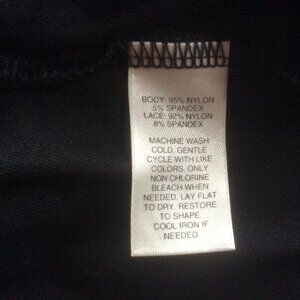 BODY: 95% NYLON
5% SPANDEX
LACE: 92% NYLON
8% SPANDEX
MACHINE WASH
COLD, GENTLE
CYCLE WITH LIKE
COLORS. ONLY
NON CHLORINE
BLEACH WHEN
NEEDED. LAY FLAT
TO DRY. RESTORE
TO SHAPE.
COOL IRON IF
NEEDED